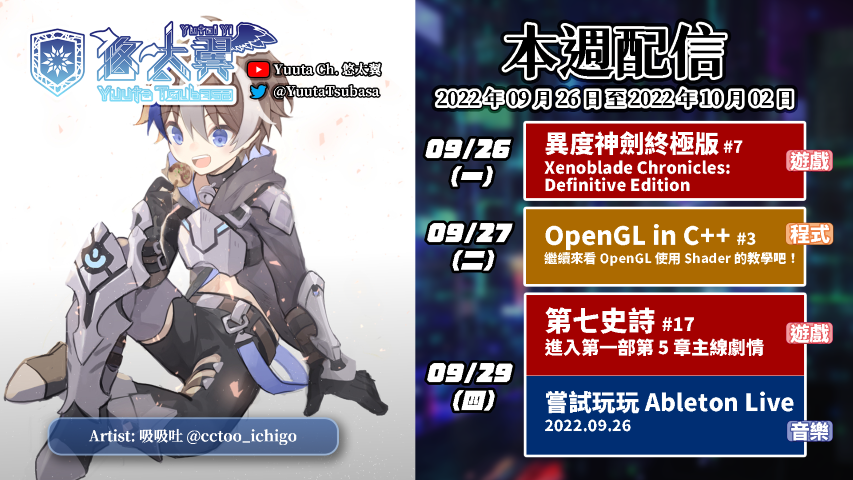 Yuutai Yi
悠太翼
Yuuta Tsubasa
Yuuta Ch. 悠太翼
@YuutaTsubasa
Artist: 吸吸吐 @cctoo_ichigo
本週配信
2022年09月26日至2022年10月02日
09/26
(一)
異度神劍終極版 #7
Xenoblade Chronicles:
Definitive Edition
遊戲
09/27
(二)
OpenGL in C++ #3
繼續來看 OpenGL 使用 Shader 的教學吧！
程式
09/29
(四)
第七史詩 #17
進入第一部第 5 章主線劇情
遊戲
嘗試玩玩 Ableton Live
2022.09.26
音樂